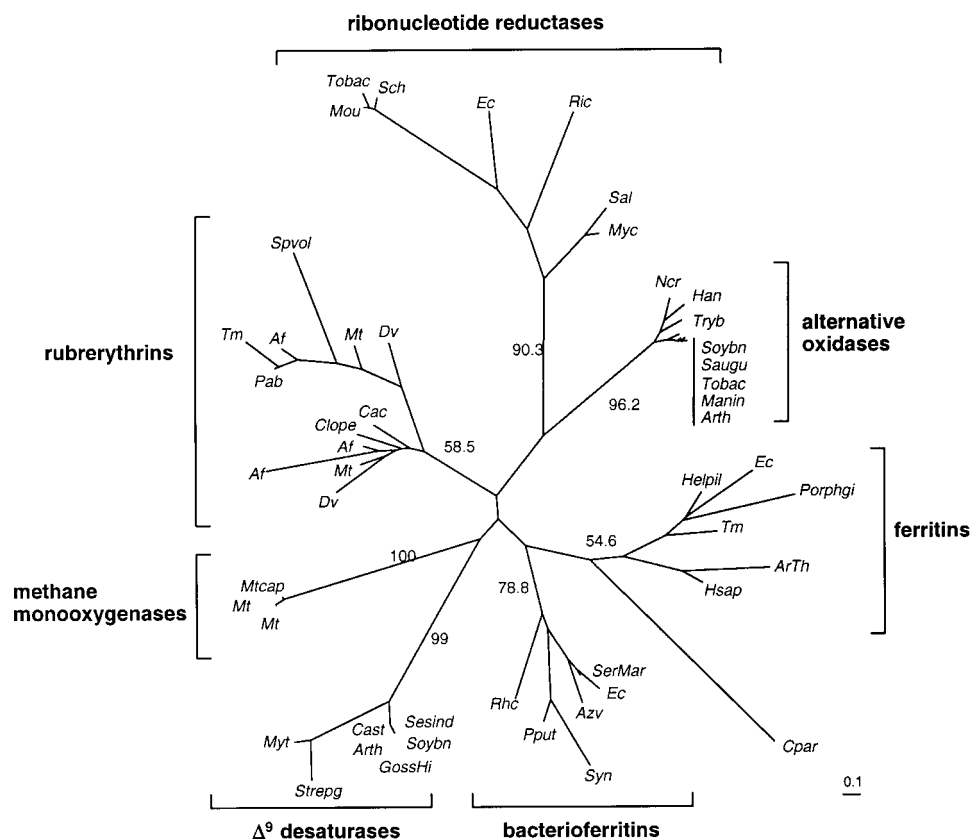 ribonucleotide reductases
Tobac
Sch
Mou
Ec
Ric
Sal
Myc
Spvol
Ncr
Han
Tryb
Soybn
Saugu
Tobac
Manin
Arth
alternative
oxidases
90.3
96.2
rubrerythrins
Tm
Af
Mt
Dv
Pab
Cac
Clope
Af
Mt
Af
Dv
58.5
Helpil
Ec
Porphgi
Tm
ArTh
Hsap
54.6
ferritins
Cpar
methane
monooxygenases
100
Mtcap
Mt
Mt
99
78.8
Rhc
Pput
Syn
Azv
SerMar
Ec
Myt
Strepg
Cast
Arth
Sesind
Soybn
GossHi
0.1
Δ9 desaturases
bacterioferritins